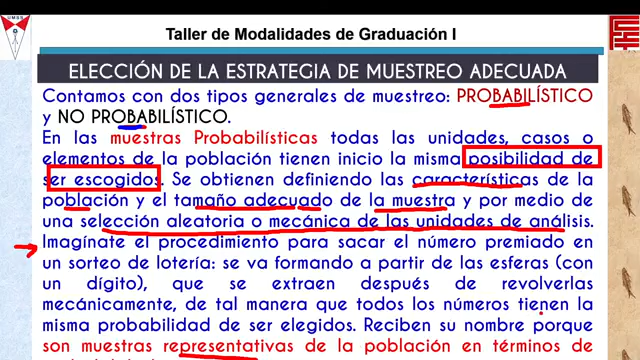 UMSS
Taller de Modalidades de Graduación I
ELECCIÓN DE LA ESTRATEGIA DE MUESTREO ADECUADA
Contamos con dos tipos generales de muestreo: PROBABILÍSTICO
y NO PROBABILÍSTICO.
En las muestras Probabilísticas todas las unidades, casos o
elementos de la población tienen inicio la misma posibilidad de
ser escogidos. Se obtienen definiendo las características de la
población y el tamaño adecuado de la muestra y por medio de
una selección aleatoria o mecánica de las unidades de análisis.
Imagínate el procedimiento para sacar el número premiado en
un sorteo de lotería: se va formando a partir de las esferas (con
un dígito), que se extraen después de revolverlas
mecánicamente, de tal manera que todos los números tienen la
misma probabilidad de ser elegidos. Reciben su nombre porque
son muestras representativas de la población en términos de